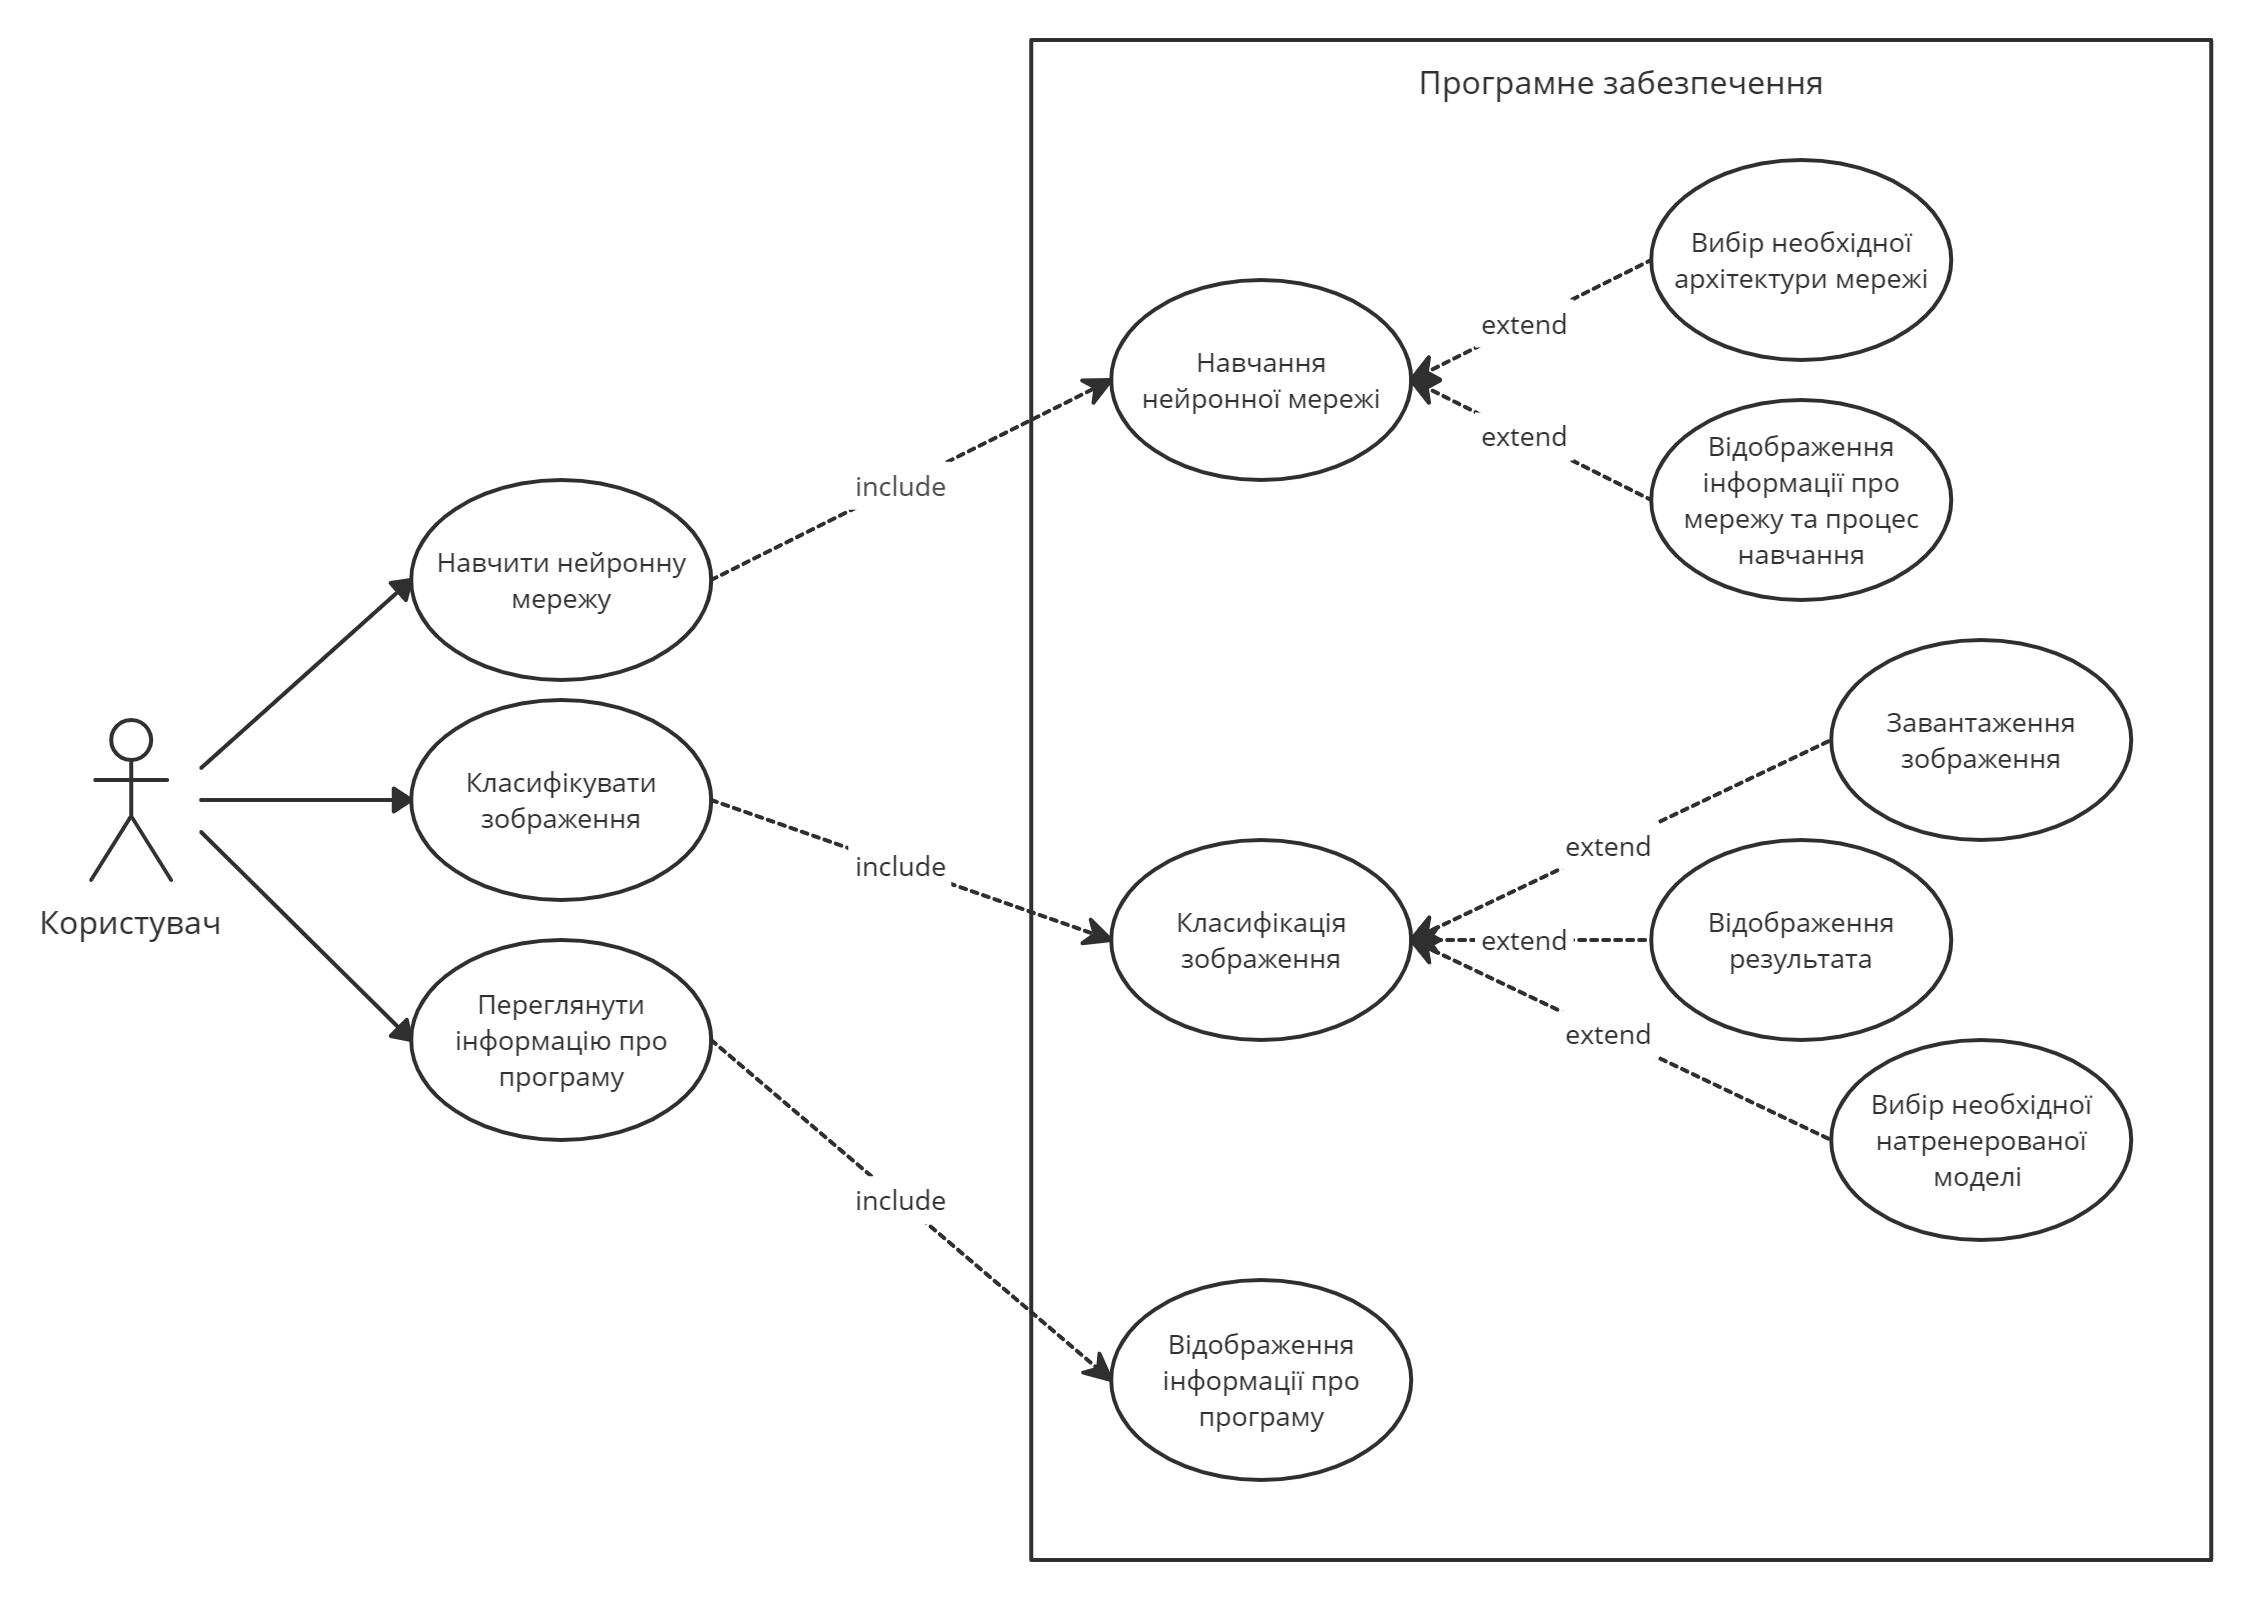 Програмне забезпечення
Вибір необхідної
архітектури мережі
extend
Навчання
нейронної мережі
extend
Відображення
інформації про
мережу та процес
навчання
include
Навчити нейронну
мережу
Завантаження
зображення
Класифікувати
зображення
extend
include
Користувач
Класифікація
зображення
extend
Відображення
результата
Переглянути
інформацію про
програму
extend
Вибір необхідної
натренерованої
моделі
include
Відображення
інформації про
програму